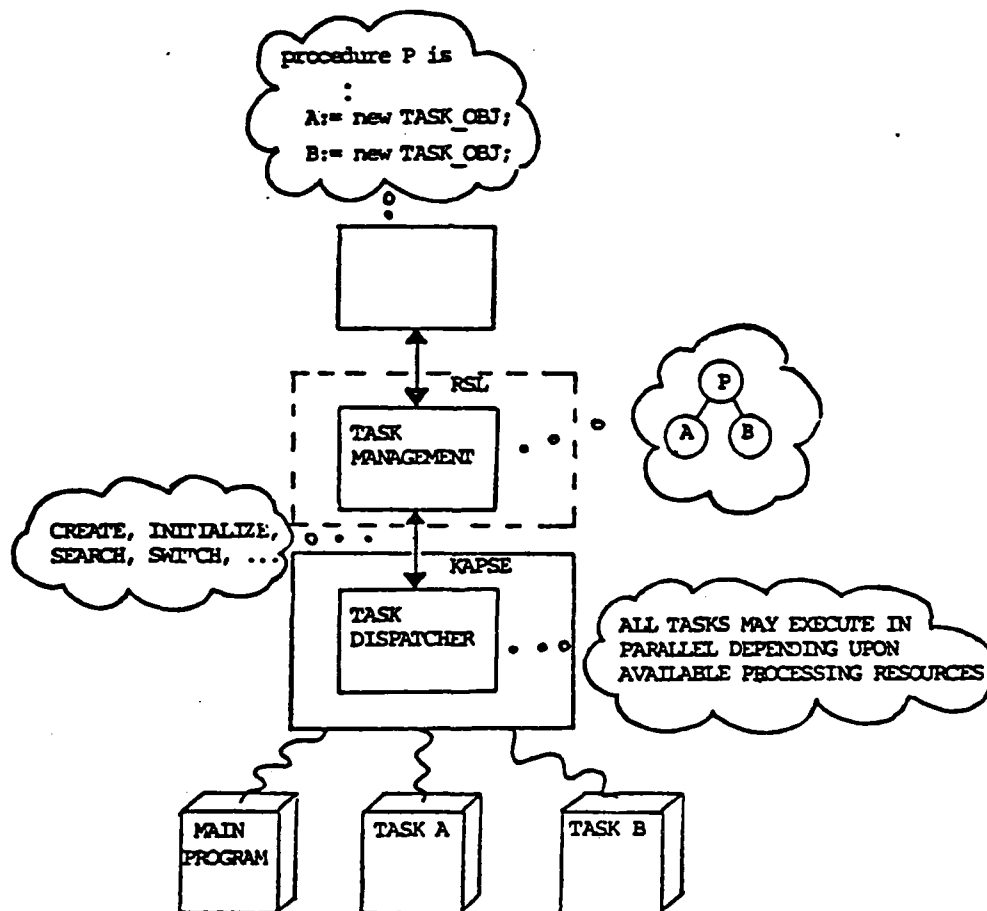 procedure P is
:
A:= new TASK_OBJ;
B:= new TASK_OBJ;
RSL
TASK
MANAGEMENT
P
A B
CREATE, INITIALIZE,
SEARCH, SWITCH, ...
KAPSE
TASK
DISPATCHER
ALL TASKS MAY EXECUTE IN
PARALLEL DEPENDING UPON
AVAILABLE PROCESSING RESOURCES
MAIN
PROGRAM
TASK A
TASK B